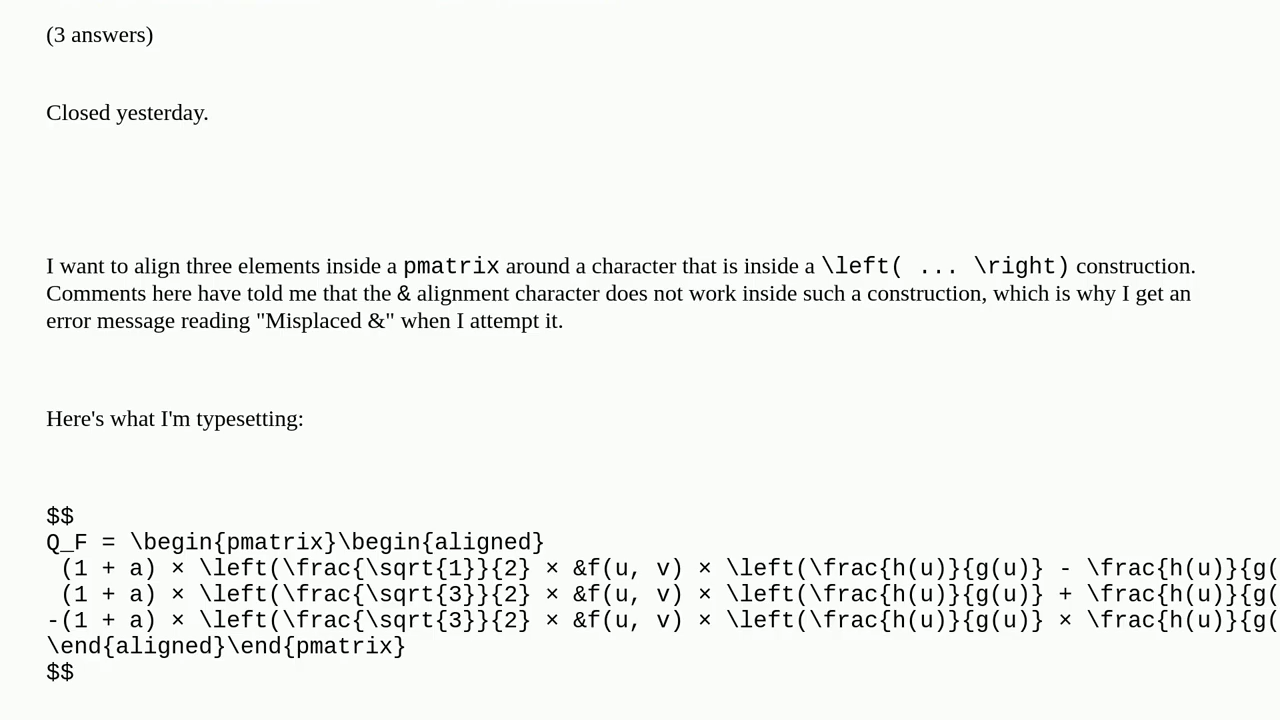 (3 answers)
Closed yesterday.
I want to align three elements inside a pmatrix around a character that is inside a \left( ... \right) construction.
Comments here have told me that the & alignment character does not work inside such a construction, which is why I get an
error message reading "Misplaced &" when I attempt it.
Here's what I'm typesetting:
$$
Q_F = \begin{pmatrix}\begin{aligned}
 (1 + a) × \left(\frac{\sqrt{1}}{2} × &f(u, v) × \left(\frac{h(u)}{g(u)} - \frac{h(u)}{g(
 (1 + a) × \left(\frac{\sqrt{3}}{2} × &f(u, v) × \left(\frac{h(u)}{g(u)} + \frac{h(u)}{g(
-(1 + a) × \left(\frac{\sqrt{3}}{2} × &f(u, v) × \left(\frac{h(u)}{g(u)} × \frac{h(u)}{g(
\end{aligned}\end{pmatrix}
$$